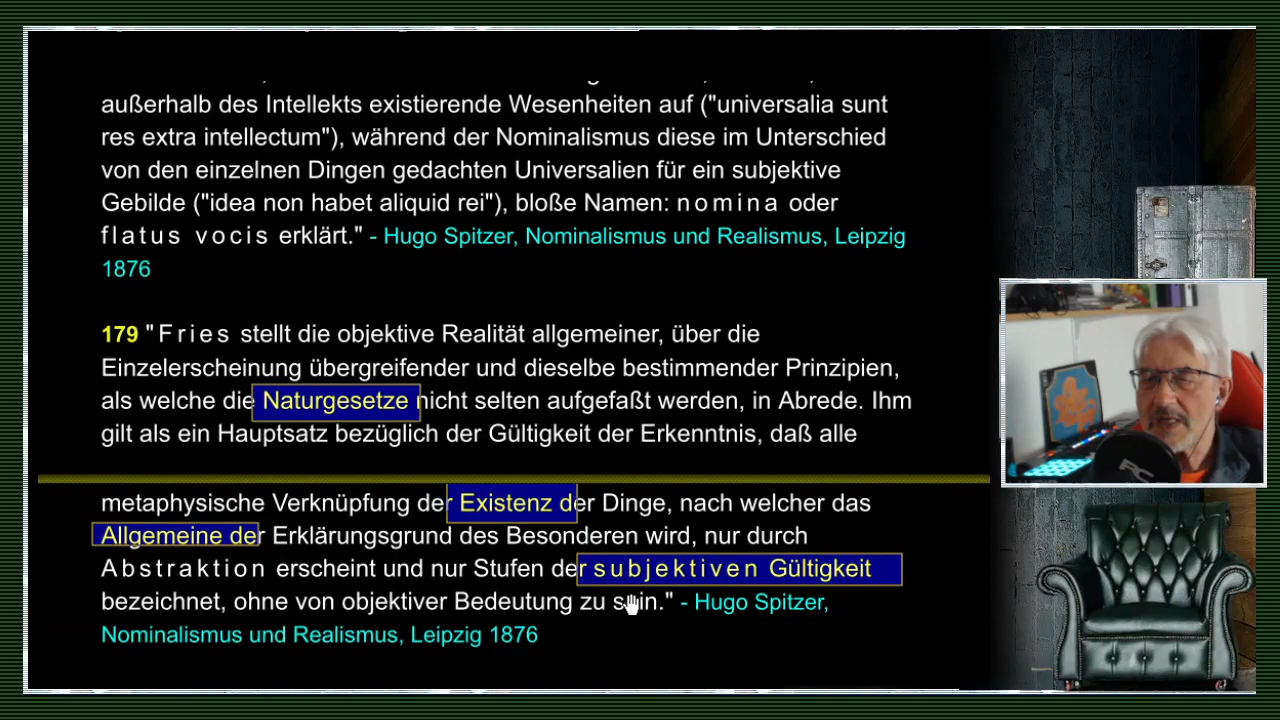 außerhalb des Intellekts existierende Wesenheiten auf ("universalia sunt
res extra intellectum"), während der Nominalismus diese im Unterschied
von den einzelnen Dingen gedachten Universalien für ein subjektive
Gebilde ("idea non habet aliquid rei"), bloße Namen: nomina oder
flatus vocis erklärt." - Hugo Spitzer, Nominalismus und Realismus, Leipzig
1876
179 "Fries stellt die objektive Realität allgemeiner, über die
Einzelerscheinung übergreifender und dieselbe bestimmender Prinzipien,
als welche die Naturgesetze nicht selten aufgefaßt werden, in Abrede. Ihm
gilt als ein Hauptsatz bezüglich der Gültigkeit der Erkenntnis, daß alle
metaphysische Verknüpfung der Existenz der Dinge, nach welcher das
Allgemeine der Erklärungsgrund des Besonderen wird, nur durch
Abstraktion erscheint und nur Stufen der subjektiven Gültigkeit
bezeichnet, ohne von objektiver Bedeutung zu sein." - Hugo Spitzer,
Nominalismus und Realismus, Leipzig 1876